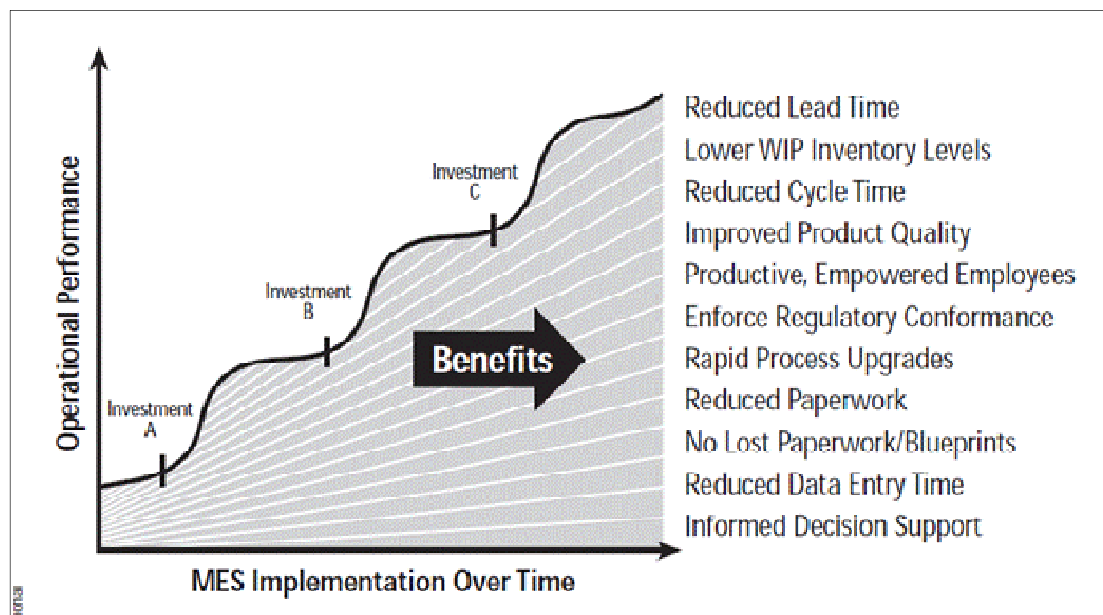 Operational Performance
Investment
A
Investment
B
Investment
C
Benefits
MES Implementation Over Time
Reduced Lead Time
Lower WIP Inventory Levels
Reduced Cycle Time
Improved Product Quality
Productive, Empowered Employees
Enforce Regulatory Conformance
Rapid Process Upgrades
Reduced Paperwork
No Lost Paperwork/Blueprints
Reduced Data Entry Time
Informed Decision Support